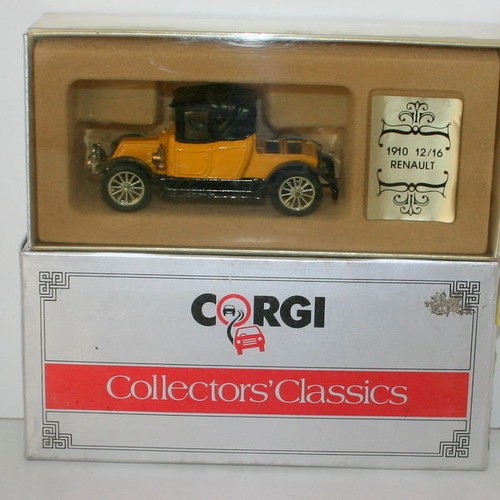 1910 12/16
RENAULT
CORGI
Collectors' Classics